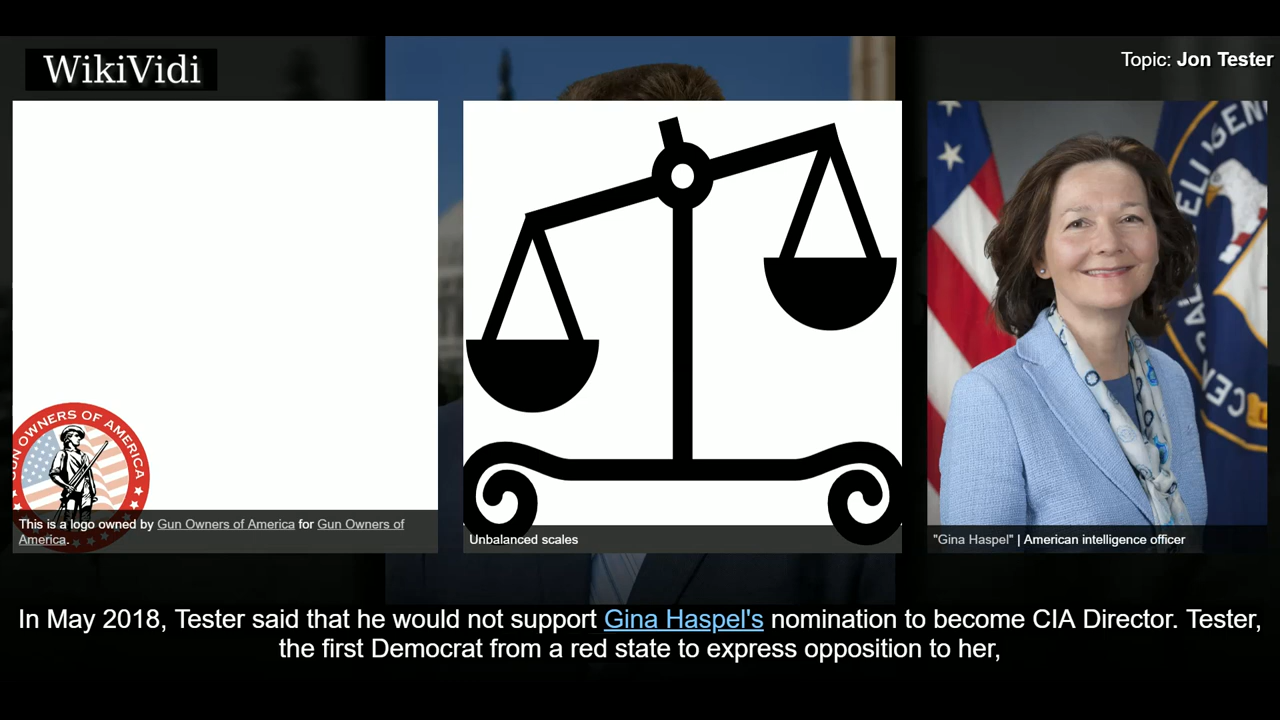 WikiVidi
Topic: Jon Tester
GUN OWNERS OF AMERICA
This is a logo owned by Gun Owners of America for Gun Owners of
America.
Unbalanced scales
"Gina Haspel" | American intelligence officer
In May 2018, Tester said that he would not support Gina Haspel's nomination to become CIA Director. Tester,
the first Democrat from a red state to express opposition to her,